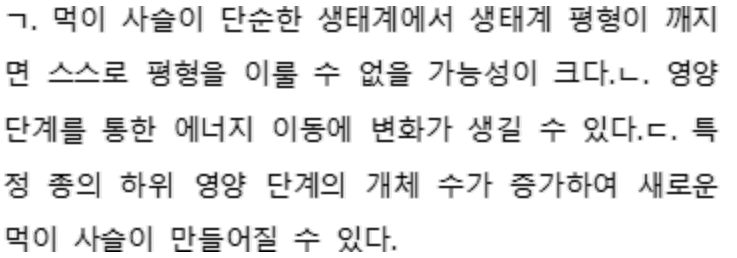 ㄱ. 먹이 사슬이 단순한 생태계에서 생태계 평형이 깨지
면 스스로 평형을 이룰 수 없을 가능성이 크다.ㄴ. 영양
단계를 통한 에너지 이동에 변화가 생길 수 있다.ㄷ. 특
정 종의 하위 영양 단계의 개체 수가 증가하여 새로운
먹이 사슬이 만들어질 수 있다.